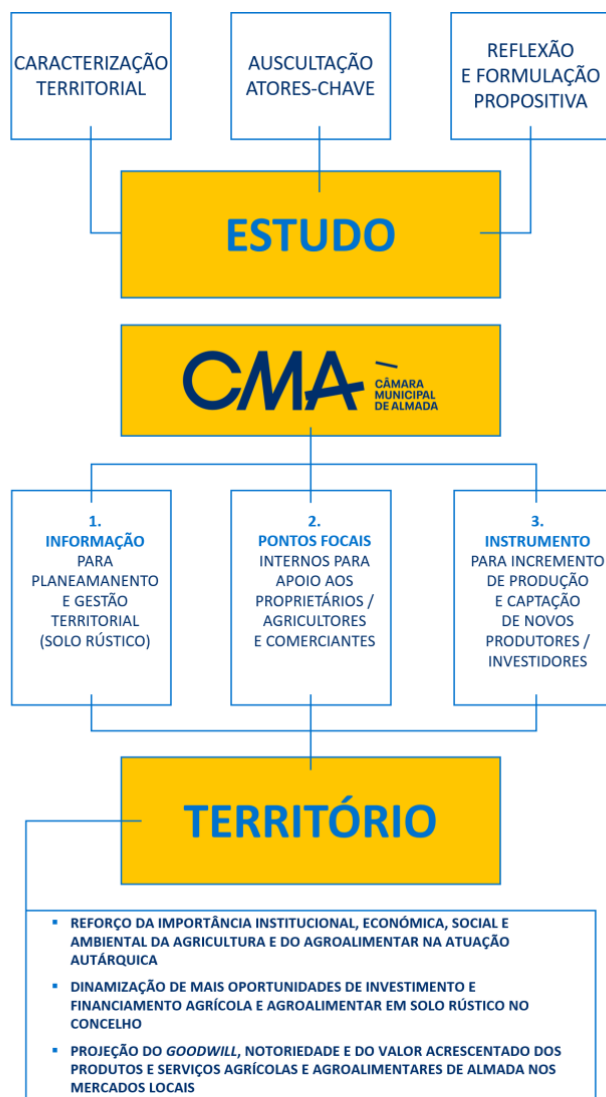 CARACTERIZAÇÃO
TERRITORIAL
AUSCULTAÇÃO
ATORES-CHAVE
REFLEXÃO
E FORMULAÇÃO
PROPOSITIVA
ESTUDO
CMA
CÂMARA
MUNICIPAL
DE ALMADA
1.
INFORMAÇÃO
PARA
PLANEAMANENTO
E GESTÃO
TERRITORIAL
(SOLO RÚSTICO)
2.
PONTOS FOCAIS
INTERNOS PARA
APOIO AOS
PROPRIETÁRIOS /
AGRICULTORES
E COMERCIANTES
3.
INSTRUMENTO
PARA INCREMENTO
DE PRODUÇÃO
E CAPTAÇÃO
DE NOVOS
PRODUTORES /
INVESTIDORES
TERRITÓRIO
▪ REFORÇO DA IMPORTÂNCIA INSTITUCIONAL, ECONÓMICA, SOCIAL E
AMBIENTAL DA AGRICULTURA E DO AGROALIMENTAR NA ATUAÇÃO
AUTÁRQUICA
▪ DINAMIZAÇÃO DE MAIS OPORTUNIDADES DE INVESTIMENTO E
FINANCIAMENTO AGRÍCOLA E AGROALIMENTAR EM SOLO RÚSTICO NO
CONCELHO
▪ PROJEÇÃO DO GOODWILL, NOTORIEDADE E DO VALOR ACRESCENTADO DOS
PRODUTOS E SERVIÇOS AGRÍCOLAS E AGROALIMENTARES DE ALMADA NOS
MERCADOS LOCAIS